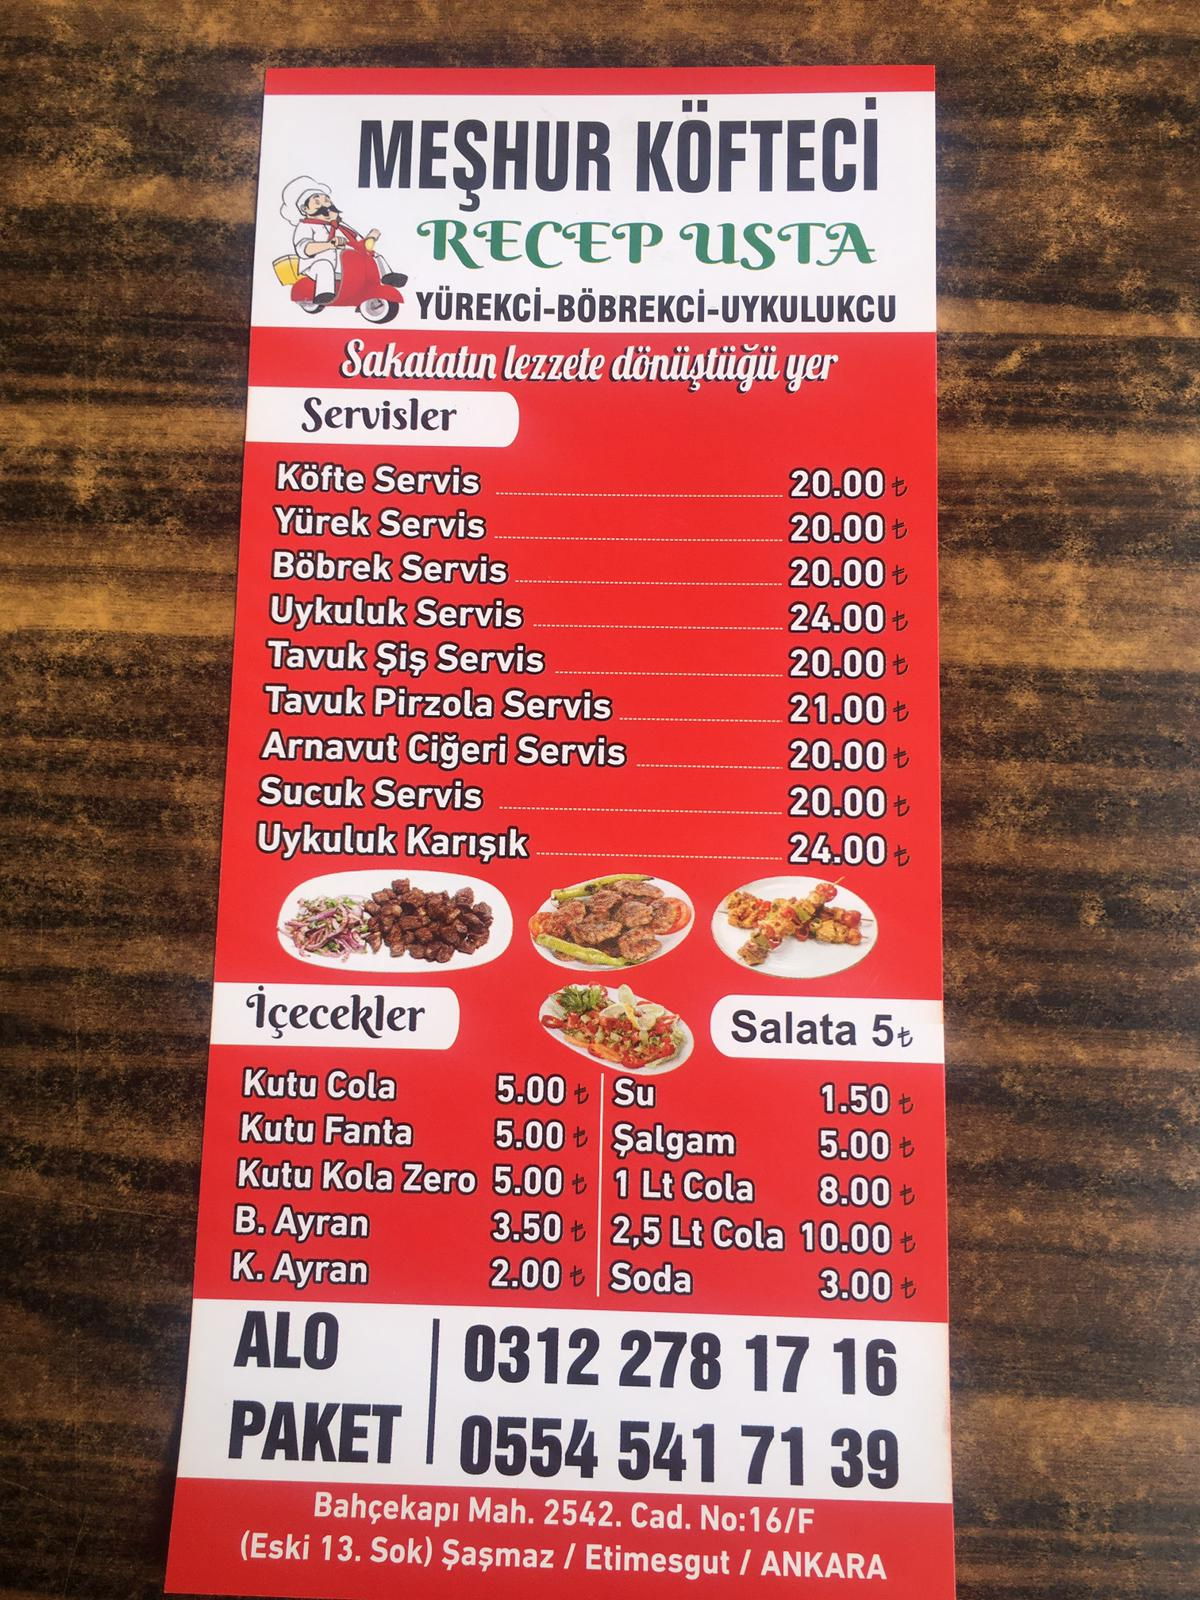 MEŞHUR KÖFTECİ
RECEP USTA
YÜREKCİ-BÖBREKCİ-UYKULUKCU
Sakatatın lezzete dönüştüğü yer
Servisler
Köfte Servis 20.00 ₺
Yürek Servis 20.00 ₺
Böbrek Servis 20.00 ₺
Uykuluk Servis 24.00 ₺
Tavuk Şiş Servis 20.00 ₺
Tavuk Pirzola Servis 21.00 ₺
Arnavut Ciğeri Servis 20.00 ₺
Sucuk Servis 20.00 ₺
Uykuluk Karışık 24.00 ₺
İçecekler
Salata 5₺
Kutu Cola 5.00 ₺
Kutu Fanta 5.00 ₺
Kutu Kola Zero 5.00 ₺
B. Ayran 3.50 ₺
K. Ayran 2.00 ₺
Su 1.50 ₺
Şalgam 5.00 ₺
1 Lt Cola 8.00 ₺
2,5 Lt Cola 10.00 ₺
Soda 3.00 ₺
ALO
PAKET
0312 278 17 16
0554 541 71 39
Bahçekapı Mah. 2542. Cad. No:16/F
(Eski 13. Sok) Şaşmaz / Etimesgut / ANKARA